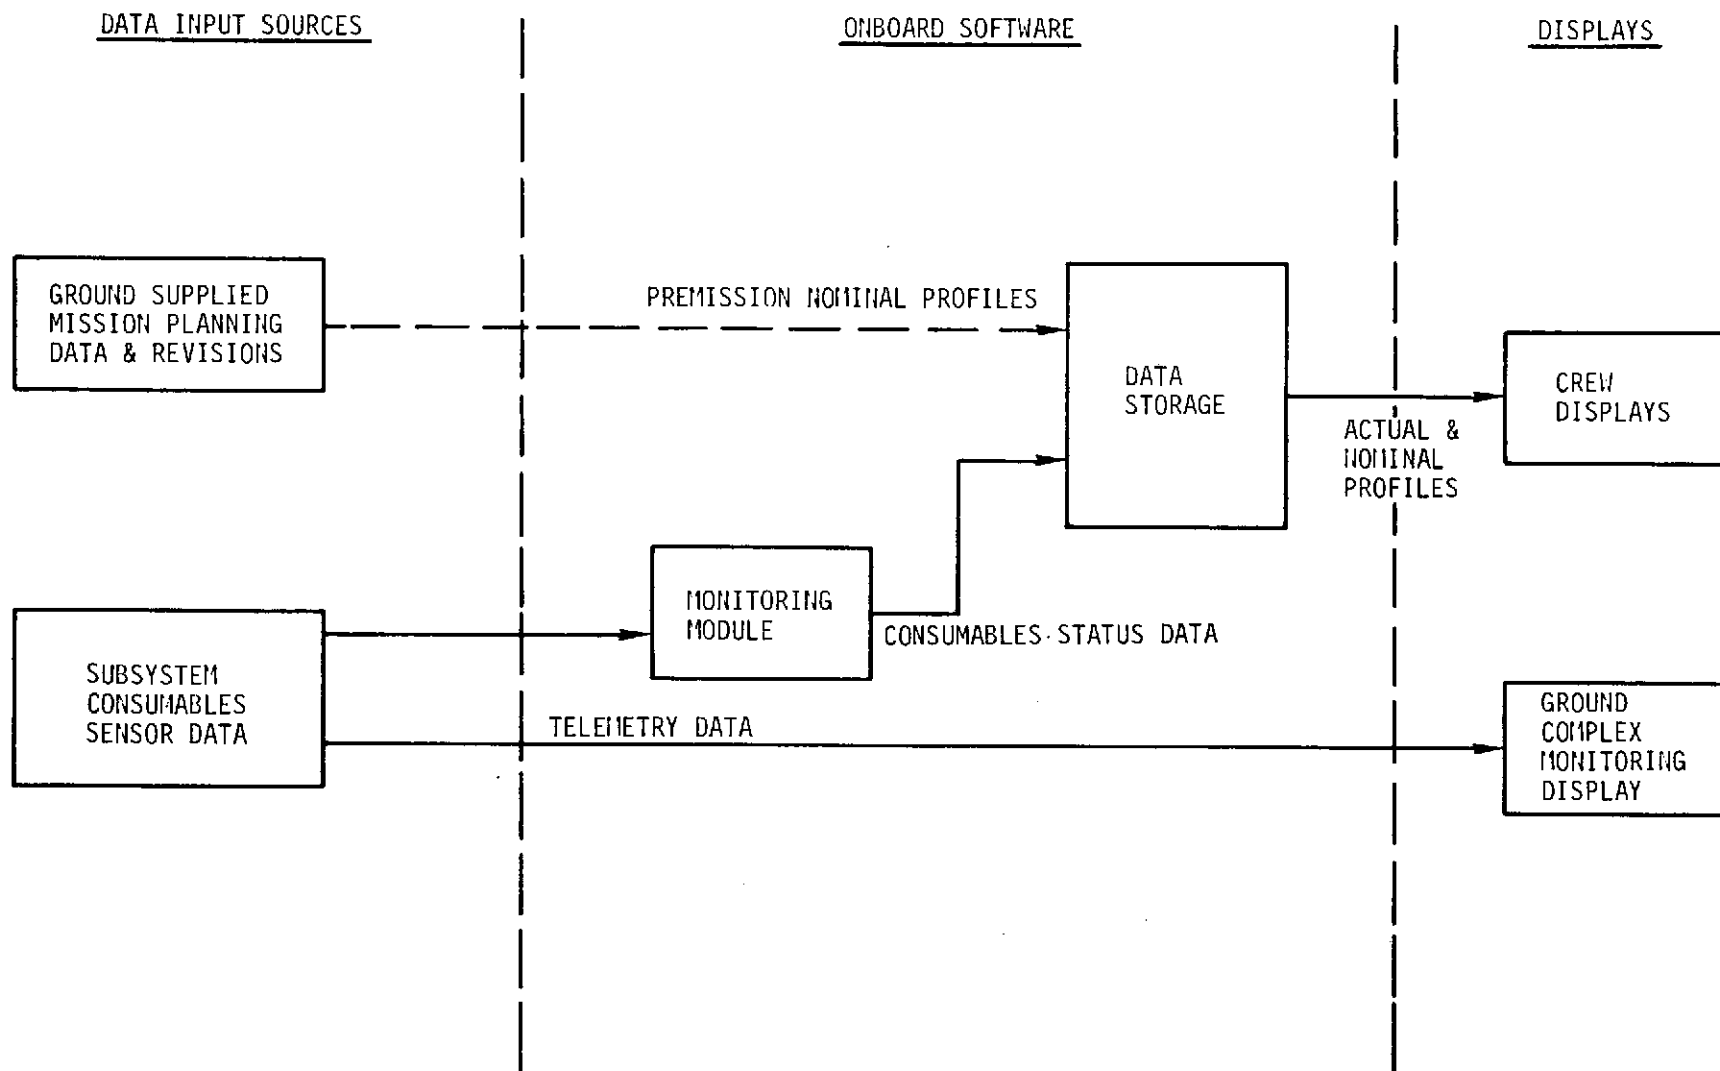 DATA INPUT SOURCES
ONBOARD SOFTWARE
DISPLAYS
GROUND SUPPLIED
MISSION PLANNING
DATA & REVISIONS
PREMISSION NOMINAL PROFILES
DATA
STORAGE
CREW
DISPLAYS
ACTUAL &
NOMINAL
PROFILES
MONITORING
MODULE
CONSUMABLES STATUS DATA
SUBSYSTEM
CONSUMABLES
SENSOR DATA
TELEMETRY DATA
GROUND
COMPLEX
MONITORING
DISPLAY